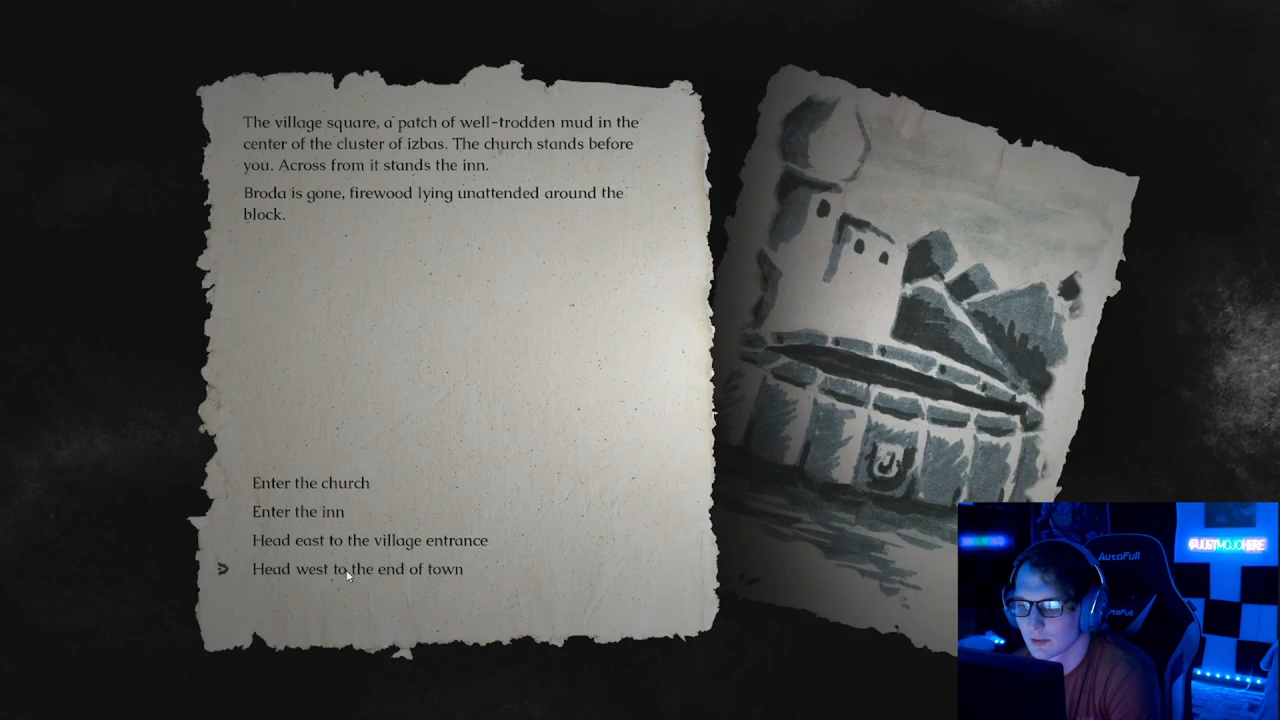 The village square, a patch of well-trodden mud in the
center of the cluster of izbas. The church stands before
you. Across from it stands the inn.
Broda is gone, firewood lying unattended around the
block.
Enter the church
Enter the inn
Head east to the village entrance
Head west to the end of town
AutoFull
@JUSTMOJOHERE
AutoFull